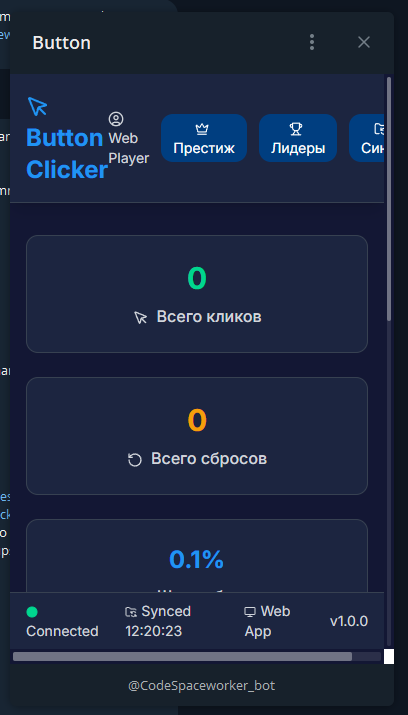 Button
Button
Clicker
Web
Player
Престиж
Лидеры
0
Всего кликов
0
Всего сбросов
0.1%
Connected
Synced
12:20:23
Web
App
v1.0.0
@CodeSpaceworker_bot